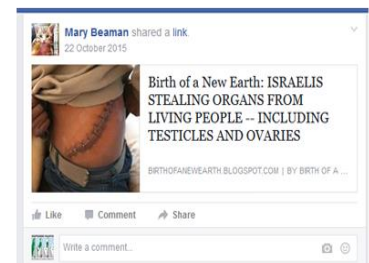 Mary Beaman shared a link.
22 October 2015
Birth of a New Earth: ISRAELIS
STEALING ORGANS FROM
LIVING PEOPLE -- INCLUDING
TESTICLES AND OVARIES
BIRTHOFANEWEARTH.BLOGSPOT.COM | BY BIRTH OF A ...
Like Comment Share
Write a comment...